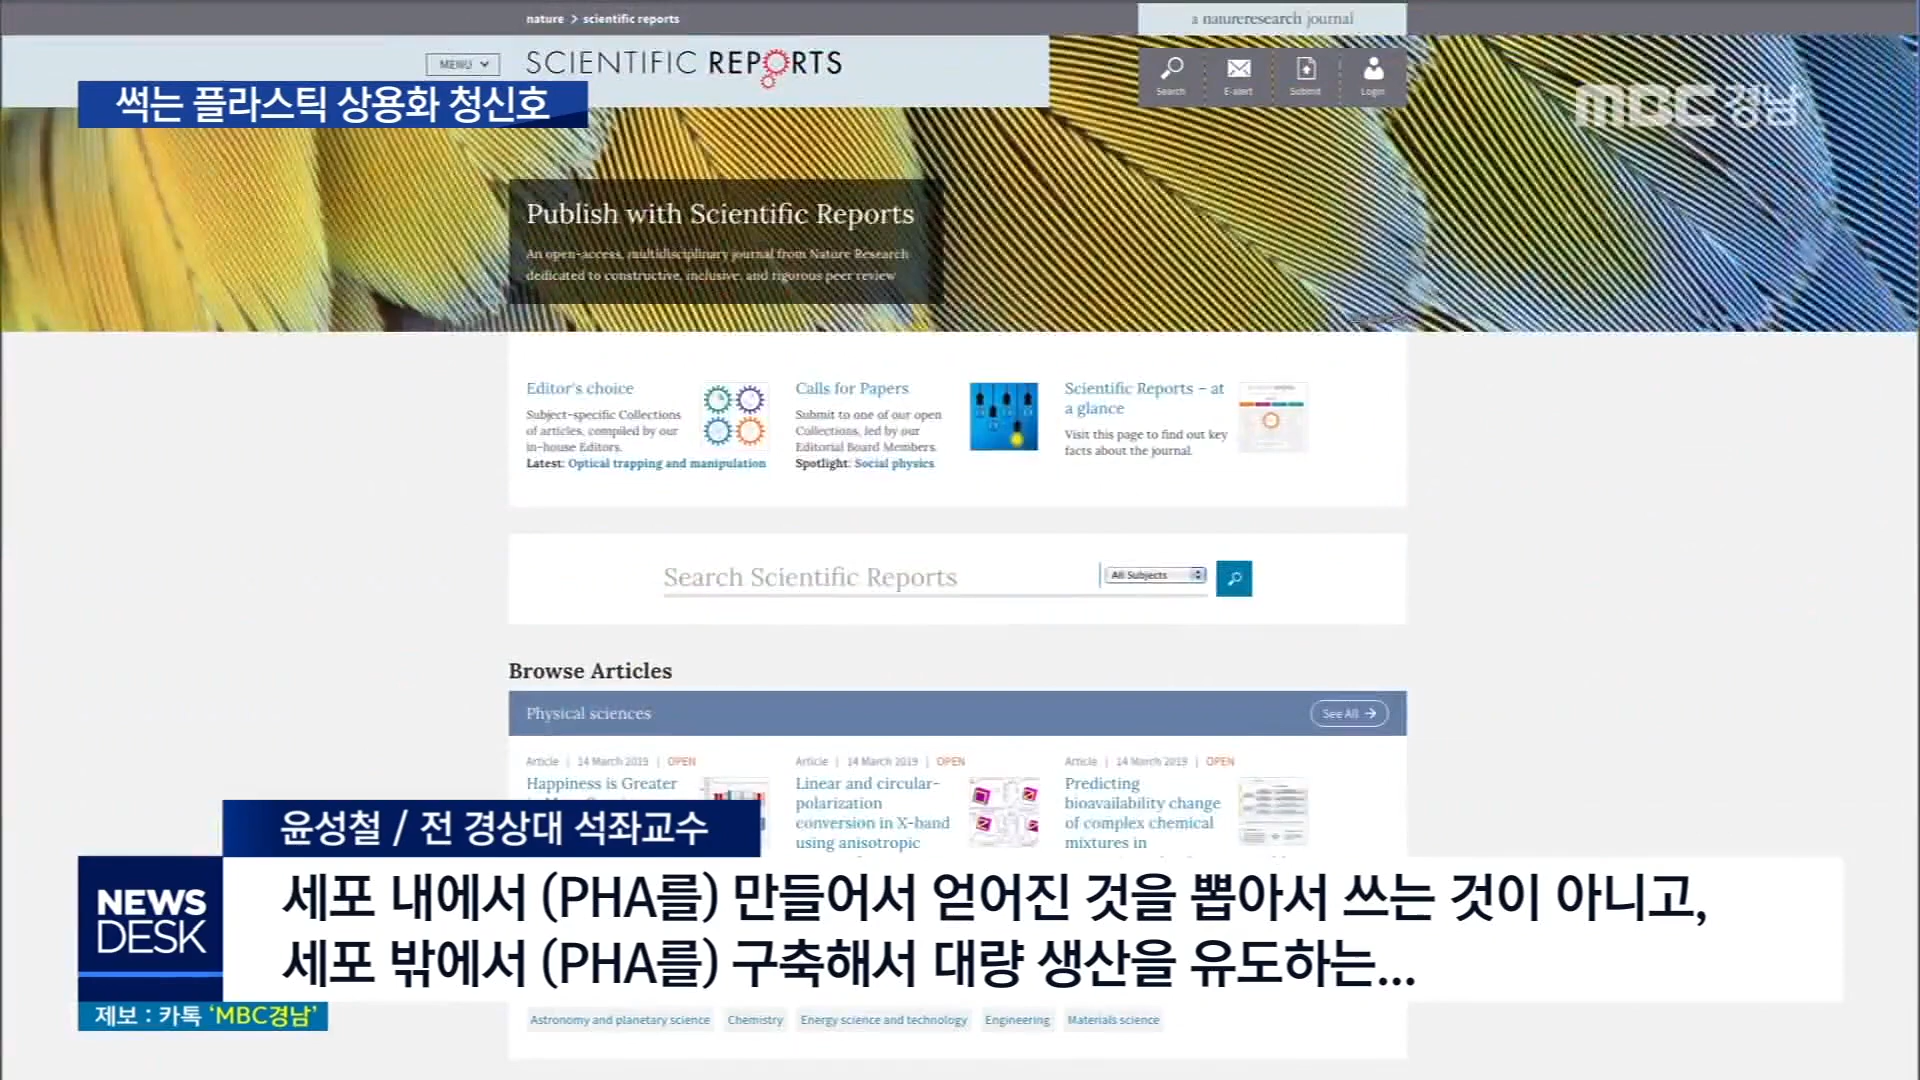 nature > scientific reports
a natureresearch journal
MENU
SCIENTIFIC REPORTS
Search
E-alert
Submit
Login
썩는 플라스틱 상용화 청신호
MBC경남
Publish with Scientific Reports
An open-access, multidisciplinary journal from Nature Research
dedicated to constructive, inclusive, and rigorous peer review
Editor's choice
Subject-specific Collections
of articles, compiled by our
in-house Editors.
Latest: Optical trapping and manipulation
Calls for Papers
Submit to one of our open
Collections, led by our
Editorial Board Members.
Spotlight: Social physics
Scientific Reports – at
a glance
Visit this page to find out key
facts about the journal.
Search Scientific Reports
All Subjects
Browse Articles
Physical sciences
See All →
Article | 14 March 2019 | OPEN
Happiness is Greater
Article | 14 March 2019 | OPEN
Linear and circular-
polarization
conversion in X-band
using anisotropic
Article | 14 March 2019 | OPEN
Predicting
bioavailability change
of complex chemical
mixtures in
윤성철 / 전 경상대 석좌교수
NEWS
DESK
세포 내에서 (PHA를) 만들어서 얻어진 것을 뽑아서 쓰는 것이 아니고,
세포 밖에서 (PHA를) 구축해서 대량 생산을 유도하는...
제보 : 카톡 ‘MBC경남’
Astronomy and planetary science
Chemistry
Energy science and technology
Engineering
Materials science